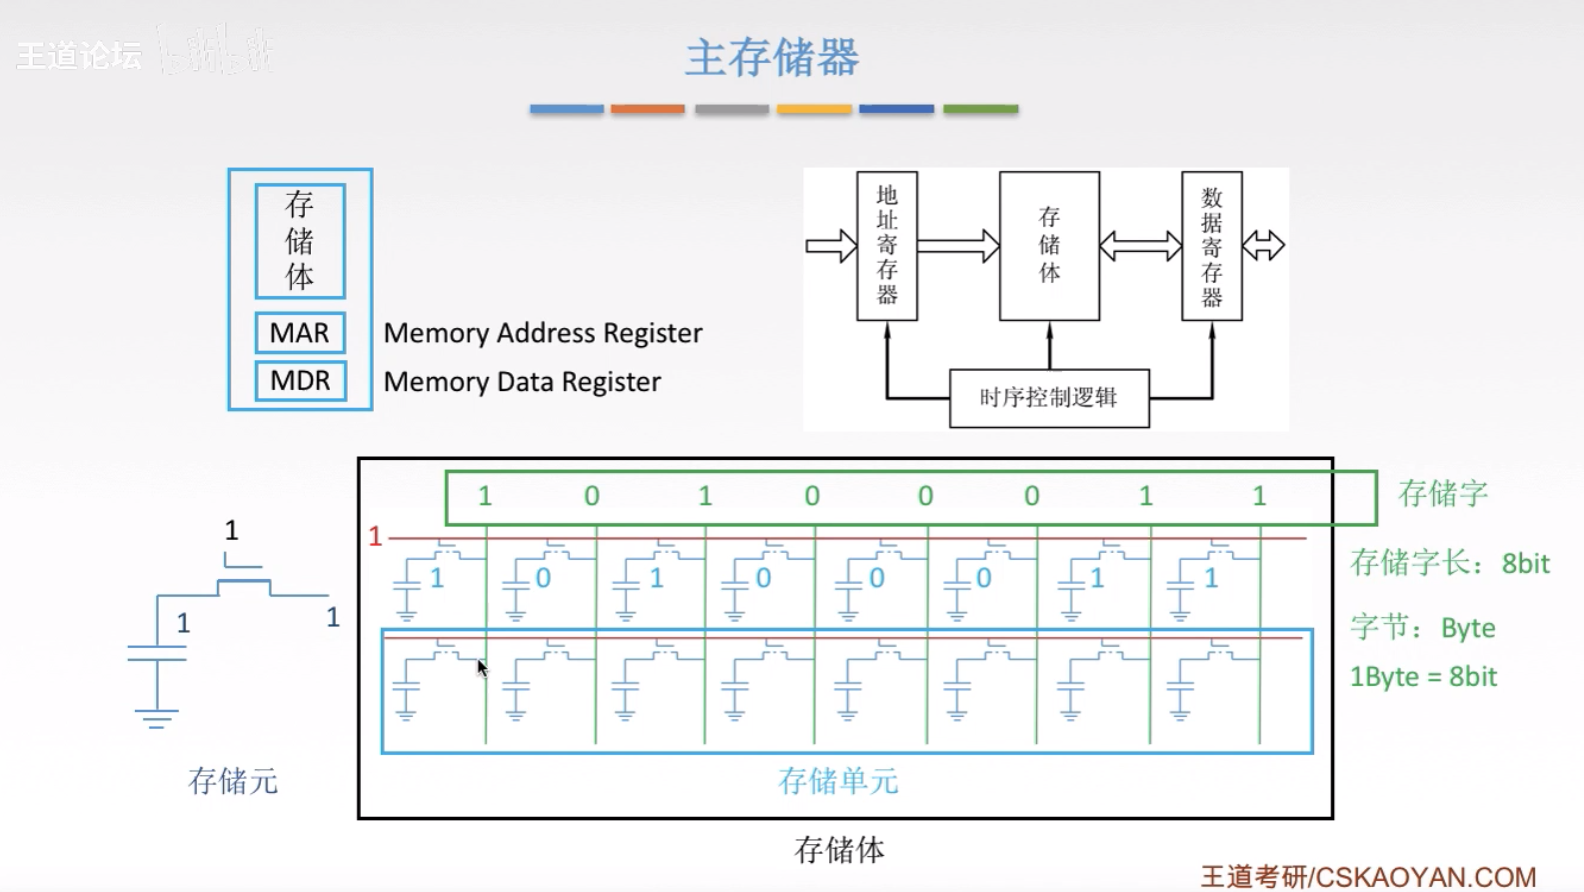 王道论坛 bilibili
主存储器
存储体
MAR Memory Address Register
MDR Memory Data Register
地址寄存器
存储体
数据寄存器
时序控制逻辑
1 0 1 0 0 0 1 1 存储字
1
1 0 1 0 0 0 1 1
存储字长：8bit
字节：Byte
1Byte = 8bit
1
1
1
存储元
存储单元
存储体
王道考研/CSKAOYAN.COM